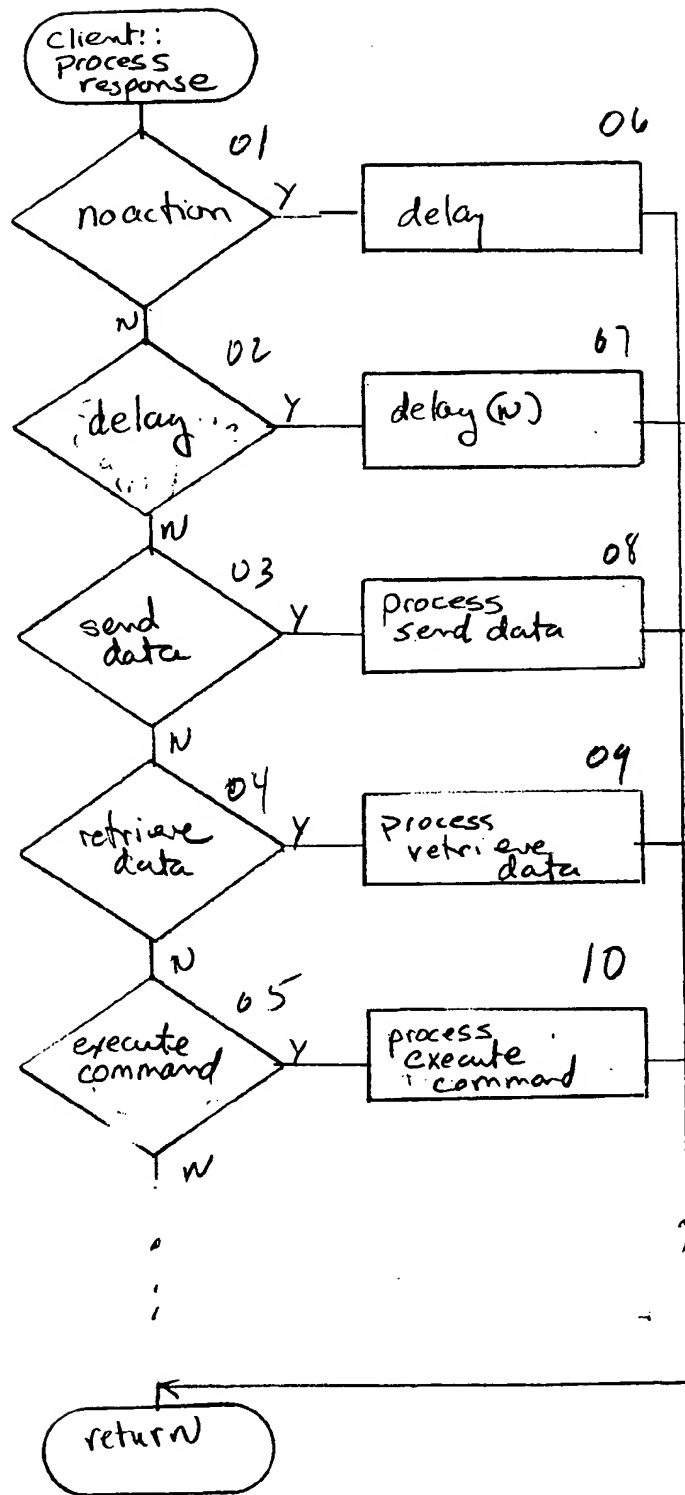 client!::
process
response
01
06
noaction
Y
delay
N
02
07
delay
Y
delay (N)
N
03
08
send
data
Y
process
send data
N
04
09
retrieve
data
Y
process
retrieve
data
N
05
10
execute
command
Y
process
execute
command
N
return